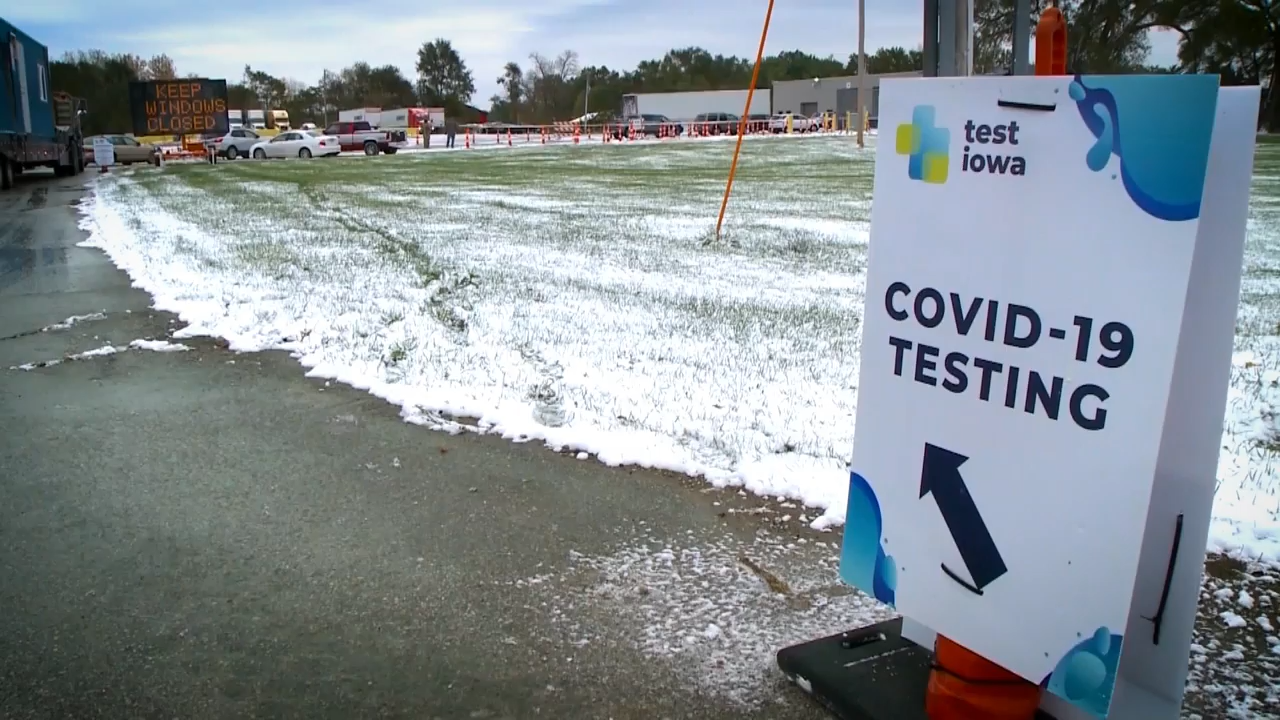 KEEP
WINDOWS
CLOSED
test
iowa
COVID-19
TESTING